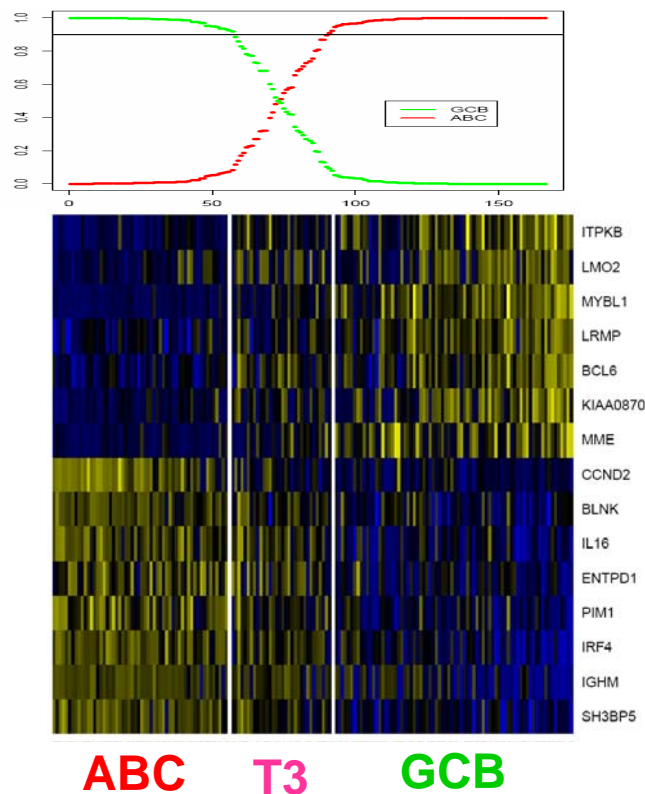 1.0
0.8
0.6
0.4
0.2
0.0
GCB
ABC
0 50 100 150
ITPKB
LMO2
MYBL1
LRMP
BCL6
KIAA0870
MME
CCND2
BLNK
IL16
ENTPD1
PIM1
IRF4
IGHM
SH3BP5
ABC T3 GCB